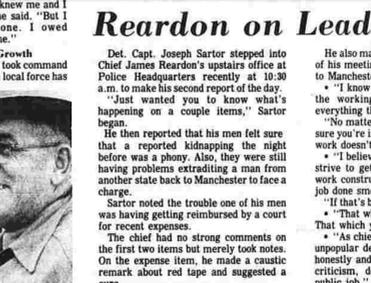 knew me and I
he said. "But I
one. I owed
e."
Growth
took command
local force has
Reardon on Lead
Det. Capt. Joseph Sartor stepped into
Chief James Reardon's upstairs office at
Police Headquarters recently at 10:30
a.m. to make his second report of the day.
"Just wanted you to know what's
happening on a couple items," Sartor
began.
He then reported that his men felt sure
that a reported kidnapping the night
before was a phony. Also, they were still
having problems extraditing a man from
another state back to Manchester to face a
charge.
Sartor noted the trouble one of his men
was having getting reimbursed by a court
for recent expenses.
The chief had no strong comments on
the first two items but merely took notes.
On the expense item, he made a caustic
remark about red tape and suggested a
He also ma
of his meetin
to Manchest
• "I know
the working
everything t
"No matte
sure you're i
work doesn't
• "I believ
strive to get
work constru
job done smo
"If that's b
• "That w
That which y
• "As chie
unpopular de
honestly and
criticism, d
public job."